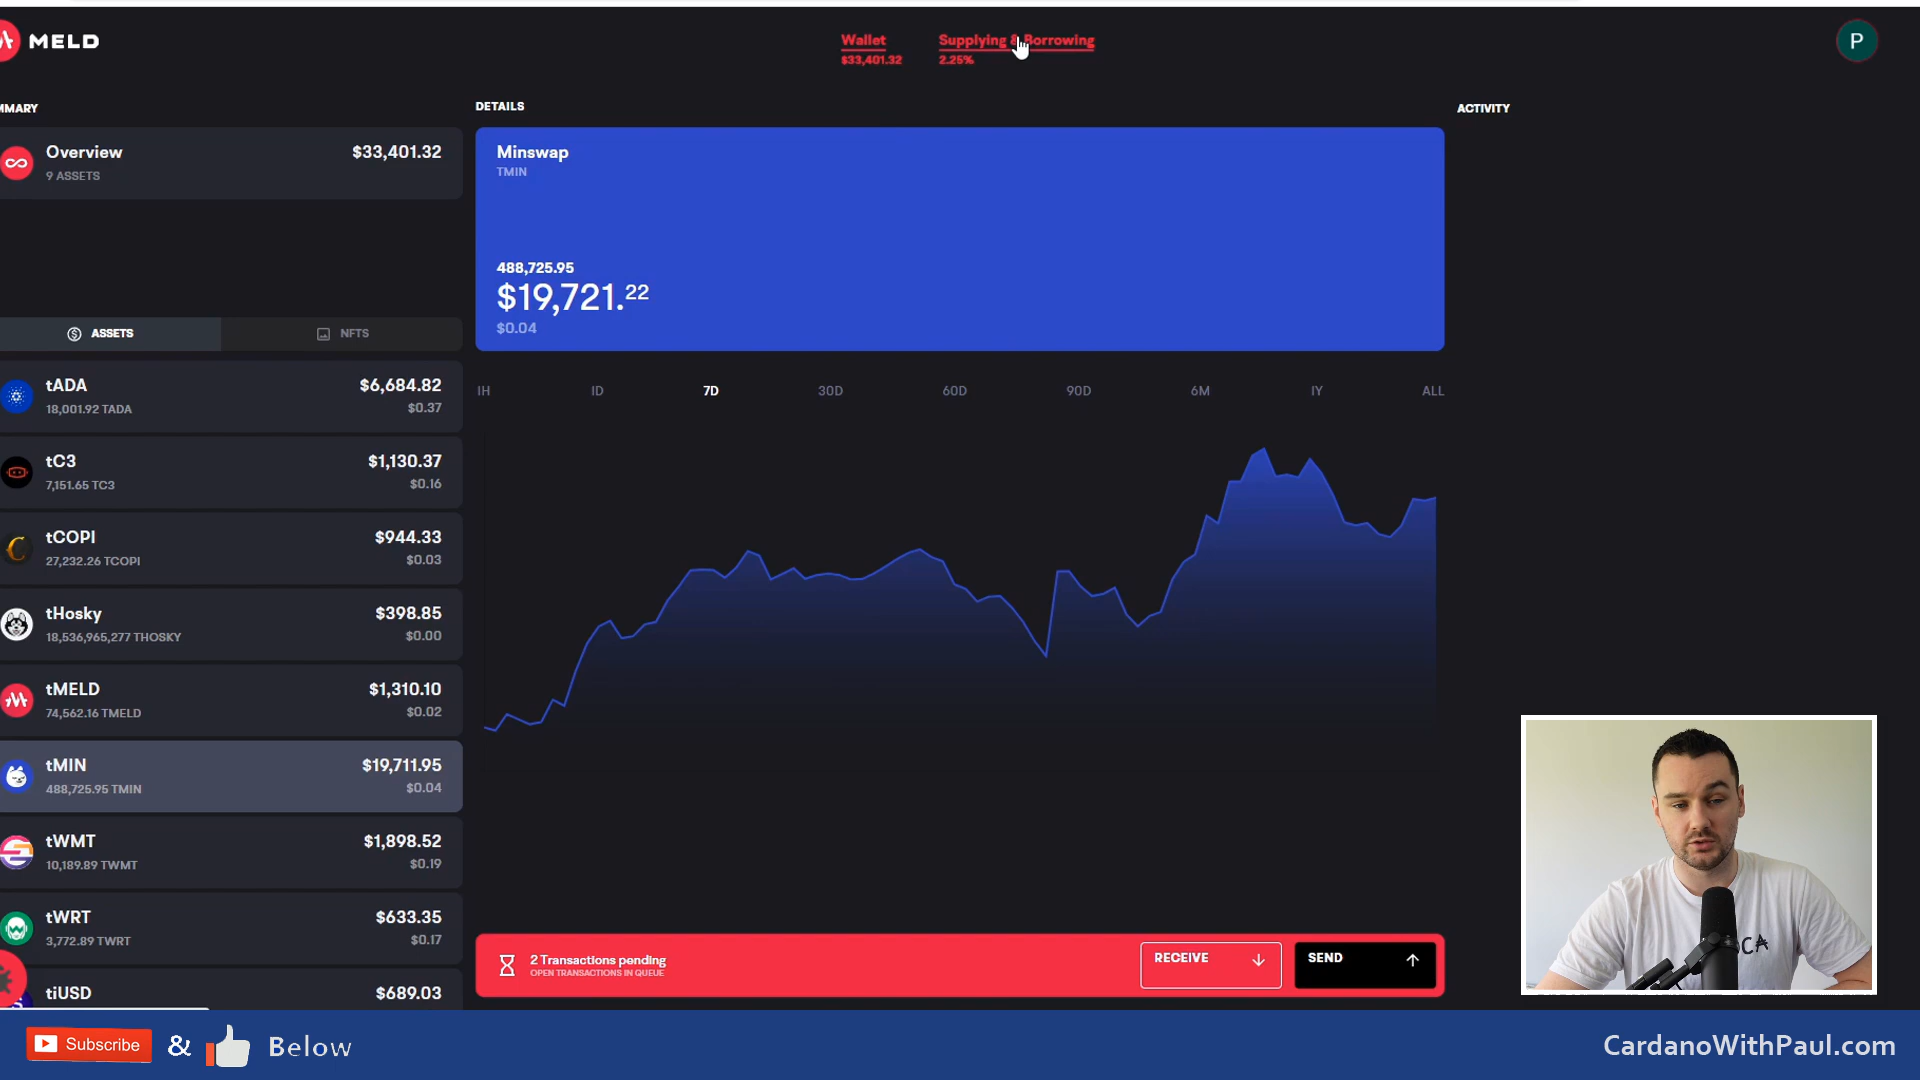 MELD
Wallet
$33,401.32
Supplying & Borrowing
2.25%
P
MMARY
Overview
$33,401.32
9 ASSETS
ASSETS
NFTS
tADA
$6,684.82
18,001.92 TADA
$0.37
tC3
$1,130.37
7,151.65 TC3
$0.16
tCOPI
$944.33
27,232.26 TCOPI
$0.03
tHosky
$398.85
18,536,965,277 THOSKY
$0.00
tMELD
$1,310.10
74,562.16 TMELD
$0.02
tMIN
$19,711.95
488,725.95 TMIN
$0.04
tWMT
$1,898.52
10,189.89 TWMT
$0.19
tWRT
$633.35
3,772.89 TWRT
$0.17
tiUSD
$689.03
DETAILS
Minswap
TMIN
488,725.95
$19,721.22
$0.04
1H 1D 7D 30D 60D 90D 6M 1Y ALL
2 Transactions pending
OPEN TRANSACTIONS IN QUEUE
RECEIVE
SEND
ACTIVITY
Subscribe & Below
CardanoWithPaul.com